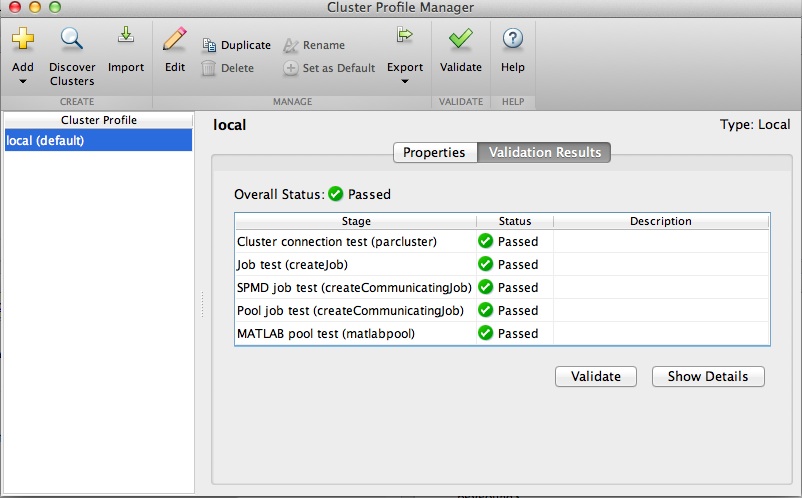 Cluster Profile Manager
Add
Discover
Clusters
Import
Edit
Duplicate
Delete
Rename
Set as Default
Export
Validate
Help
CREATE
MANAGE
VALIDATE
HELP
Cluster Profile
local (default)
local
Type: Local
Properties
Validation Results
Overall Status: Passed
Stage Status Description
Cluster connection test (parcluster) Passed
Job test (createJob) Passed
SPMD job test (createCommunicatingJob) Passed
Pool job test (createCommunicatingJob) Passed
MATLAB pool test (matlabpool) Passed
Validate
Show Details